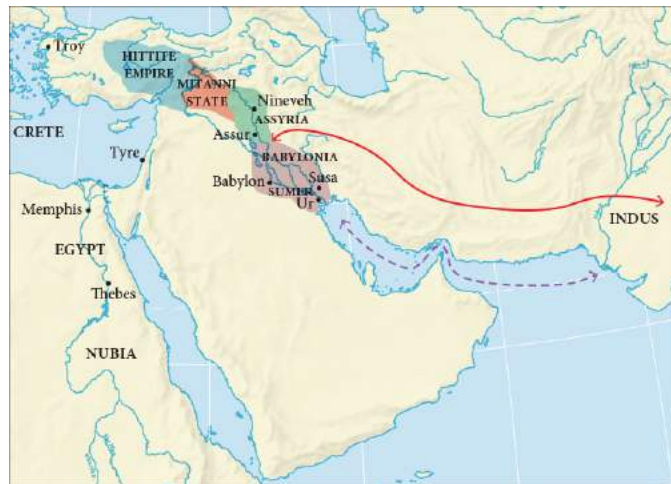 Troy
HITTITE
EMPIRE
MITANNI
STATE
Nineveh
ASSYRIA
CRETE
Assur
Tyre
BABYLONIA
Babylon
Susa
SUMER
Ur
Memphis
INDUS
EGYPT
Thebes
NUBIA